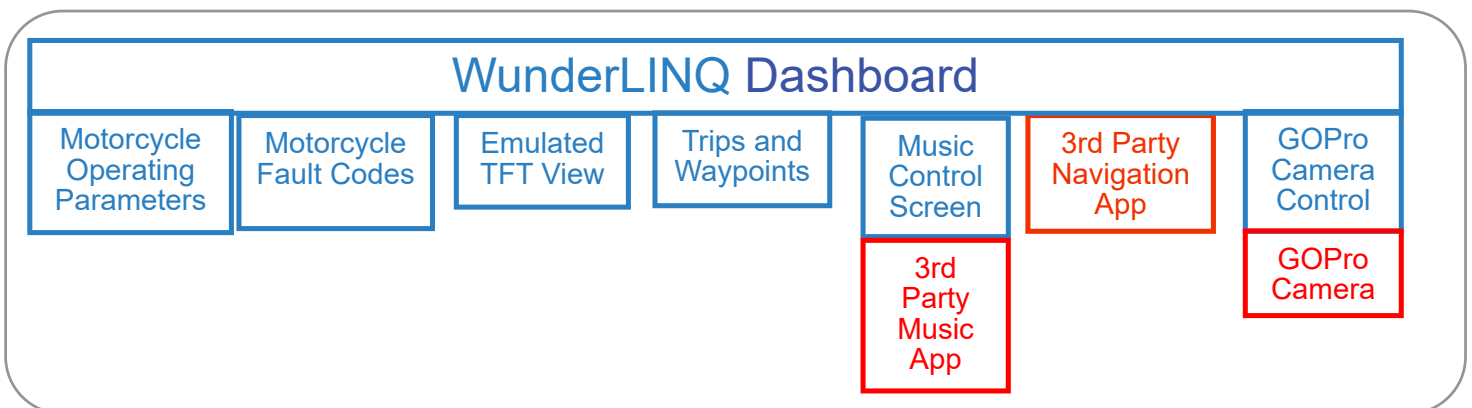 WunderLINQ Dashboard
Motorcycle
Operating
Parameters
Motorcycle
Fault Codes
Emulated
TFT View
Trips and
Waypoints
Music
Control
Screen
3rd Party
Navigation
App
GOPro
Camera
Control
3rd
Party
Music
App
GOPro
Camera